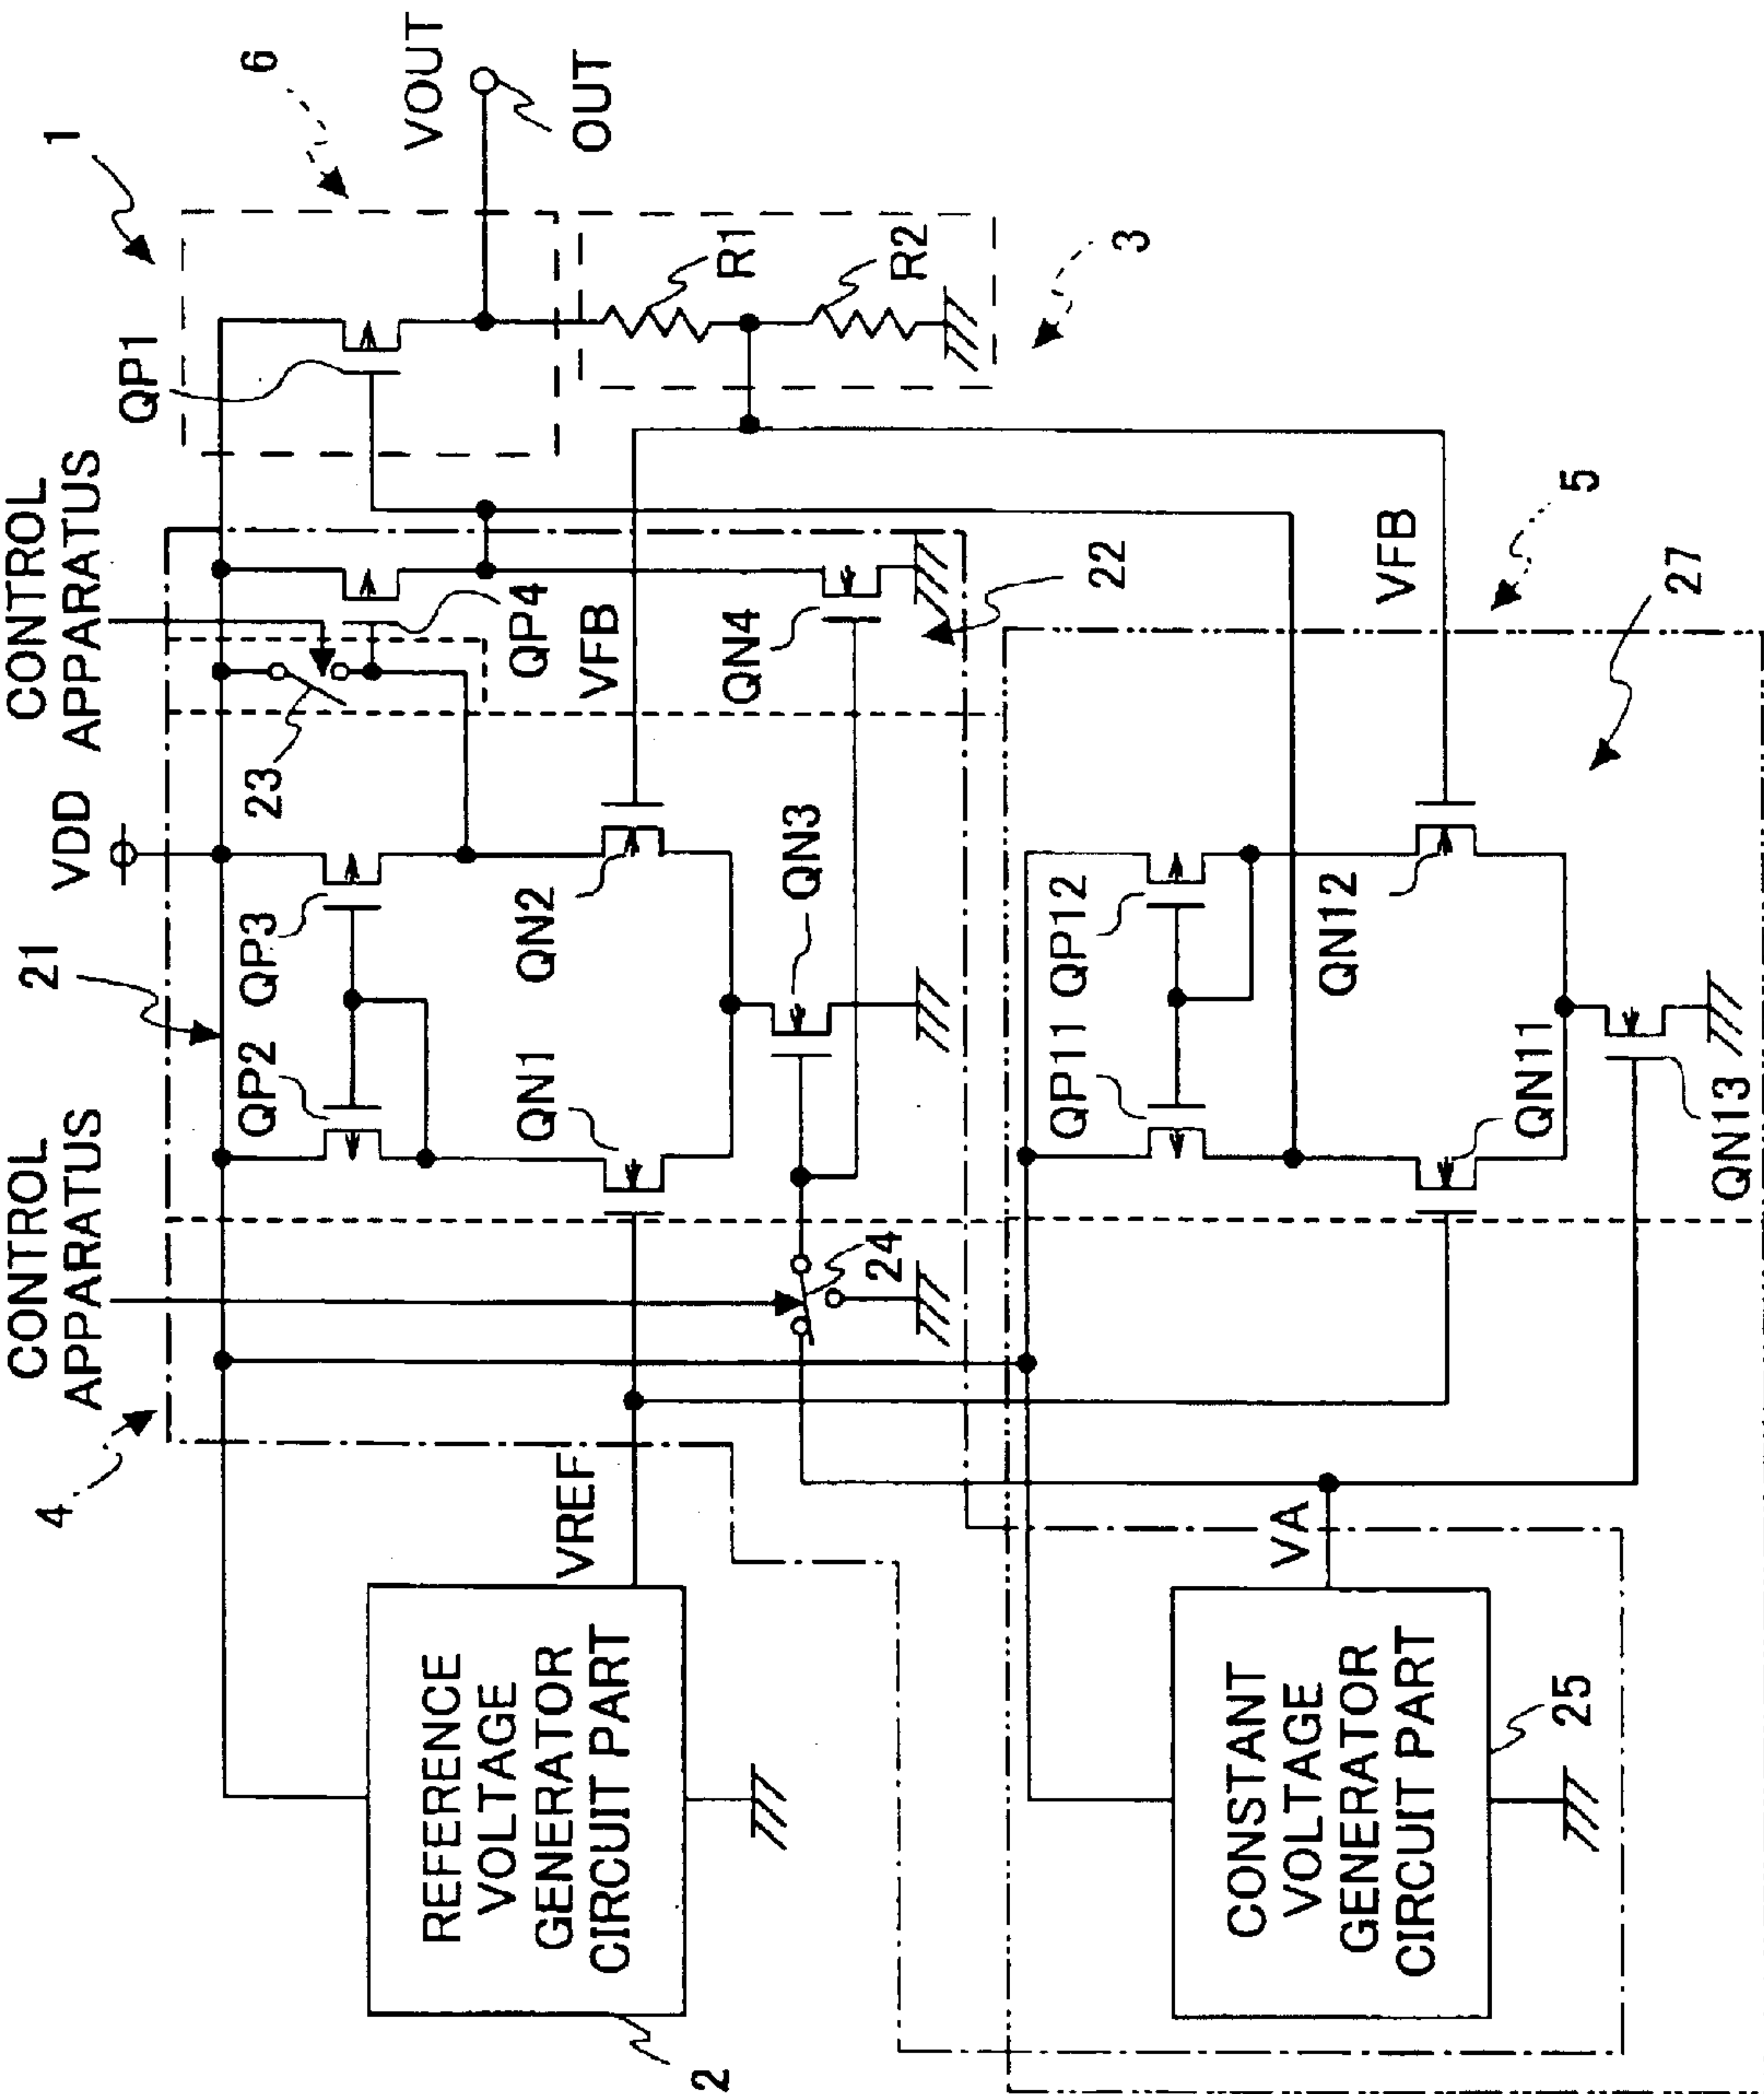 CONTROL
APPARATUS
CONTROL
APPARATUS
1
6
4
21
VDD
23
QP1
VOUT
OUT
QP2
QP3
QP4
VREF
QN1
QN2
VFB
R1
REFERENCE
VOLTAGE
GENERATOR
CIRCUIT PART
2
24
QN3
QN4
22
R2
3
VA
QP11
QP12
VFB
5
CONSTANT
VOLTAGE
GENERATOR
CIRCUIT PART
25
QN11
QN12
QN13
27